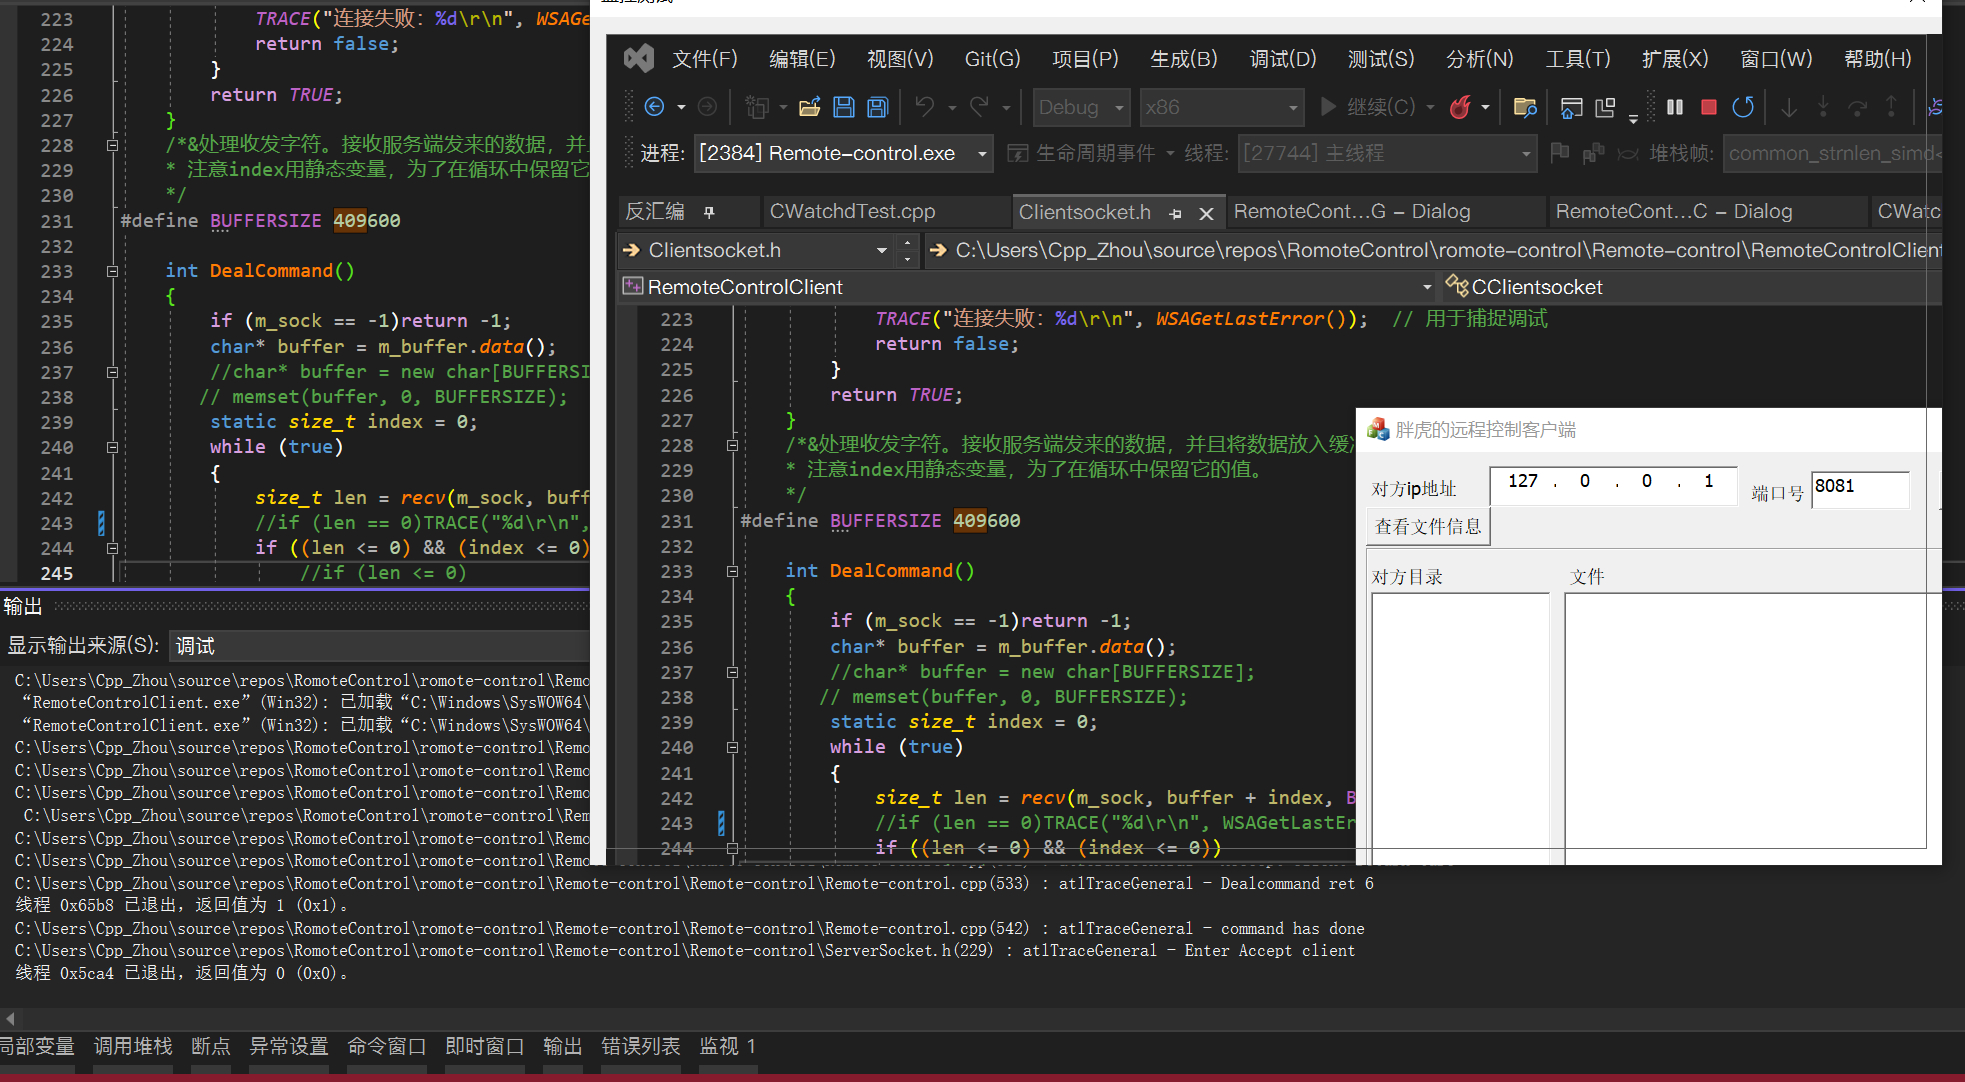 223 TRACE("连接失败: %d\r\n", WSAGe
224 return false;
225 }
226 return TRUE;
227 }
228 /*&处理收发字符。接收服务端发来的数据, 并
229 * 注意index用静态变量, 为了在循环中保留它
230 */
231 #define BUFFERSIZE 409600
232
233 int DealCommand()
234 {
235 if (m_sock == -1)return -1;
236 char* buffer = m_buffer.data();
237 //char* buffer = new char[BUFFERSI
238 // memset(buffer, 0, BUFFERSIZE);
239 static size_t index = 0;
240 while (true)
241 {
242 size_t len = recv(m_sock, buff
243 //if (len == 0)TRACE("%d\r\n",
244 if ((len <= 0) && (index <= 0)
245 //if (len <= 0)
文件(F) 编辑(E) 视图(V) Git(G) 项目(P) 生成(B) 调试(D) 测试(S) 分析(N) 工具(T) 扩展(X) 窗口(W) 帮助(H)
Debug x86 继续(C)
进程: [2384] Remote-control.exe 生命周期事件 线程: [27744] 主线程 堆栈帧: common_strnlen_simd<
反汇编 CWatchdTest.cpp Clientsocket.h RemoteCont...G - Dialog RemoteCont...C - Dialog CWatc
Clientsocket.h C:\Users\Cpp_Zhou\source\repos\RomoteControl\romote-control\Remote-control\RemoteControlClient
RemoteControlClient CClientsocket
223 TRACE("连接失败: %d\r\n", WSAGetLastError()); // 用于捕捉调试
224 return false;
225 }
226 return TRUE;
227 }
228 /*&处理收发字符。接收服务端发来的数据, 并且将数据放入缓
229 * 注意index用静态变量, 为了在循环中保留它的值。
230 */
231 #define BUFFERSIZE 409600
232
233 int DealCommand()
234 {
235 if (m_sock == -1)return -1;
236 char* buffer = m_buffer.data();
237 //char* buffer = new char[BUFFERSIZE];
238 // memset(buffer, 0, BUFFERSIZE);
239 static size_t index = 0;
240 while (true)
241 {
242 size_t len = recv(m_sock, buffer + index, B
243 //if (len == 0)TRACE("%d\r\n", WSAGetLastEr
244 if ((len <= 0) && (index <= 0))
胖虎的远程控制客户端
对方ip地址 127 . 0 . 0 . 1 端口号 8081
查看文件信息
对方目录 文件
输出
显示输出来源(S): 调试
C:\Users\Cpp_Zhou\source\repos\RomoteControl\romote-control\Remo
“RemoteControlClient.exe”(Win32): 已加载“C:\Windows\SysWOW64\
“RemoteControlClient.exe”(Win32): 已加载“C:\Windows\SysWOW64\
C:\Users\Cpp_Zhou\source\repos\RomoteControl\romote-control\Remo
C:\Users\Cpp_Zhou\source\repos\RomoteControl\romote-control\Remo
C:\Users\Cpp_Zhou\source\repos\RomoteControl\romote-control\Remo
C:\Users\Cpp_Zhou\source\repos\RomoteControl\romote-control\Rem
C:\Users\Cpp_Zhou\source\repos\RomoteControl\romote-control\Remo
C:\Users\Cpp_Zhou\source\repos\RomoteControl\romote-control\Remo
C:\Users\Cpp_Zhou\source\repos\RomoteControl\romote-control\Remote-control\Remote-control\Remote-control.cpp(533) : atlTraceGeneral - Dealcommand ret 6
线程 0x65b8 已退出, 返回值为 1 (0x1)。
C:\Users\Cpp_Zhou\source\repos\RomoteControl\romote-control\Remote-control\Remote-control\Remote-control.cpp(542) : atlTraceGeneral - command has done
C:\Users\Cpp_Zhou\source\repos\RomoteControl\romote-control\Remote-control\Remote-control\ServerSocket.h(229) : atlTraceGeneral - Enter Accept client
线程 0x5ca4 已退出, 返回值为 0 (0x0)。
局部变量 调用堆栈 断点 异常设置 命令窗口 即时窗口 输出 错误列表 监视 1